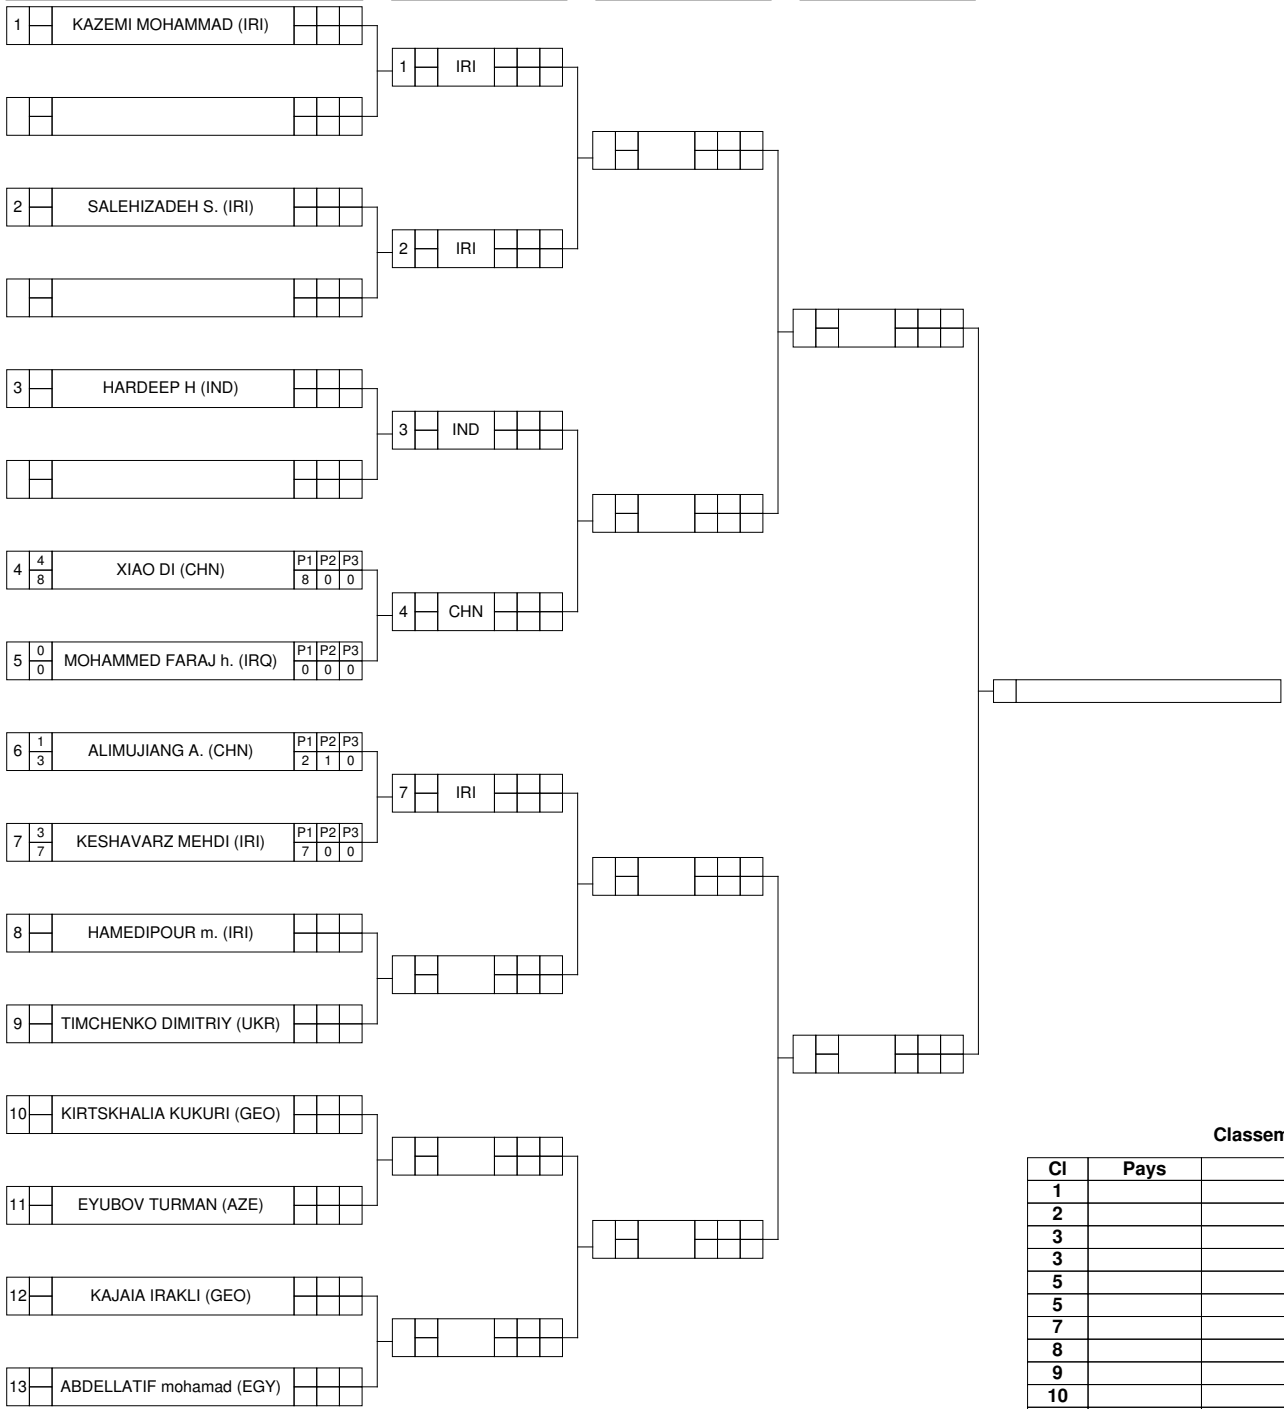 1 KAZEMI MOHAMMAD (IRI)
1 IRI
2 SALEHIZADEH S. (IRI)
2 IRI
3 HARDEEP H (IND)
3 IND
4 4 8 XIAO DI (CHN) P1 P2 P3 8 0 0
4 CHN
5 0 0 MOHAMMED FARAJ h. (IRQ) P1 P2 P3 0 0 0
6 1 3 ALIMUJIANG A. (CHN) P1 P2 P3 2 1 0
7 IRI
7 3 7 KESHAVARZ MEHDI (IRI) P1 P2 P3 7 0 0
8 HAMEDIPOUR m. (IRI)
9 TIMCHENKO DIMITRIY (UKR)
10 KIRTSKHALIA KUKURI (GEO)
11 EYUBOV TURMAN (AZE)
12 KAJAIA IRAKLI (GEO)
13 ABDELLATIF mohamad (EGY)
Classem
Cl Pays
1
2
3
3
5
5
7
8
9
10